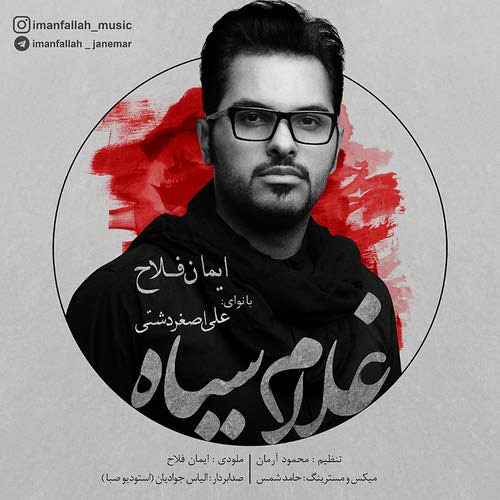 imanfallah_music
imanfallah _ janemar
ایمان فلاح
بانوای:
علی اصغر دشتی
غلام سیاه
تنظیم : محمود آرمان | ملودی : ایمان فلاح
میکس و مسترینگ : حامد شمس | صدابردار : الیاس جوادیان (استودیو صبا)